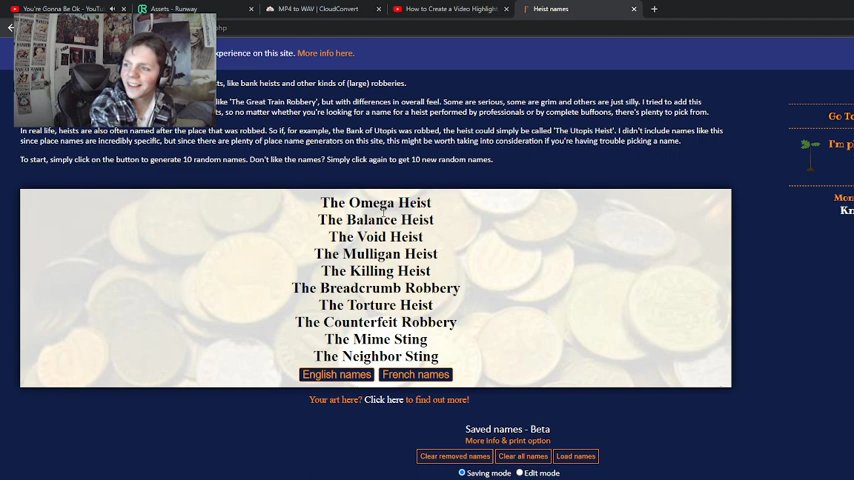 You're Gonna Be Ok - YouTu
Assets - Runway
MP4 to WAV | CloudConvert
How to Create a Video Highlight
Heist names
php
xperience on this site. More info here.
ts, like bank heists and other kinds of (large) robberies.
like 'The Great Train Robbery', but with differences in overall feel. Some are serious, some are grim and others are just silly. I tried to add this
ts, so no matter whether you're looking for a name for a heist performed by professionals or by complete buffoons, there's plenty to pick from.
In real life, heists are also often named after the place that was robbed. So if, for example, the Bank of Utopis was robbed, the heist could simply be called 'The Utopis Heist'. I didn't include names like this
since place names are incredibly specific, but since there are plenty of place name generators on this site, this might be worth taking into consideration if you're having trouble picking a name.
To start, simply click on the button to generate 10 random names. Don't like the names? Simply click again to get 10 new random names.
Go To
I'm p
Mon
Kn
The Omega Heist
The Balance Heist
The Void Heist
The Mulligan Heist
The Killing Heist
The Breadcrumb Robbery
The Torture Heist
The Counterfeit Robbery
The Mime Sting
The Neighbor Sting
English names French names
Your art here? Click here to find out more!
Saved names - Beta
More info & print option
Clear removed names Clear all names Load names
Saving mode Edit mode